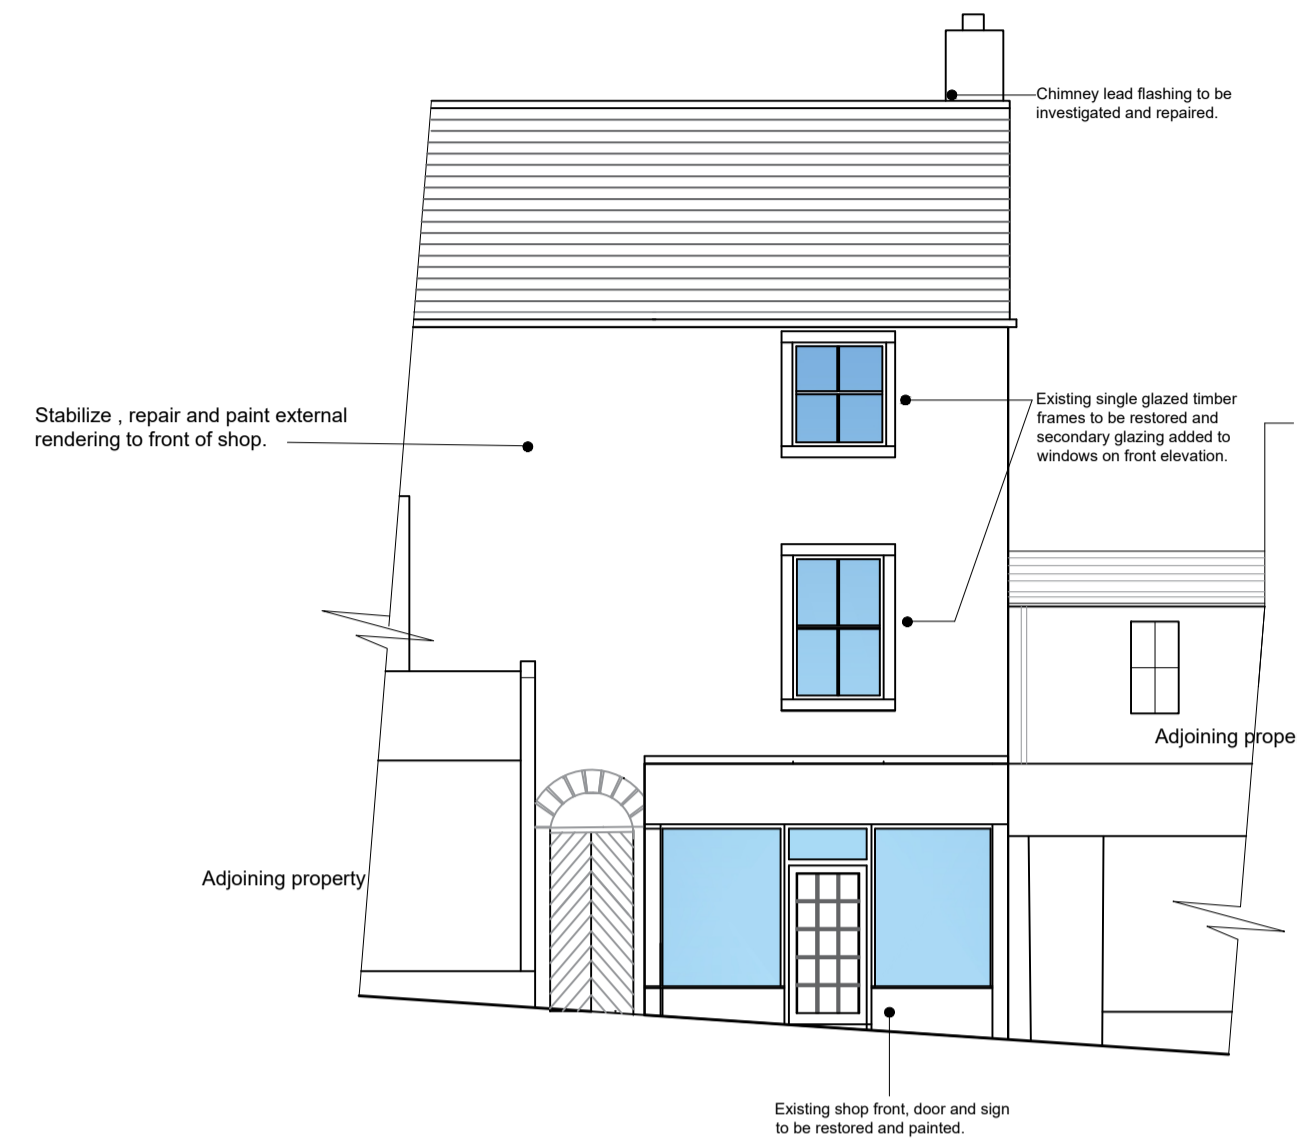 Chimney lead flashing to be
investigated and repaired.
Stabilize , repair and paint external
rendering to front of shop.
Existing single glazed timber
frames to be restored and
secondary glazing added to
windows on front elevation.
Adjoining prope
Adjoining property
Existing shop front, door and sign
to be restored and painted.